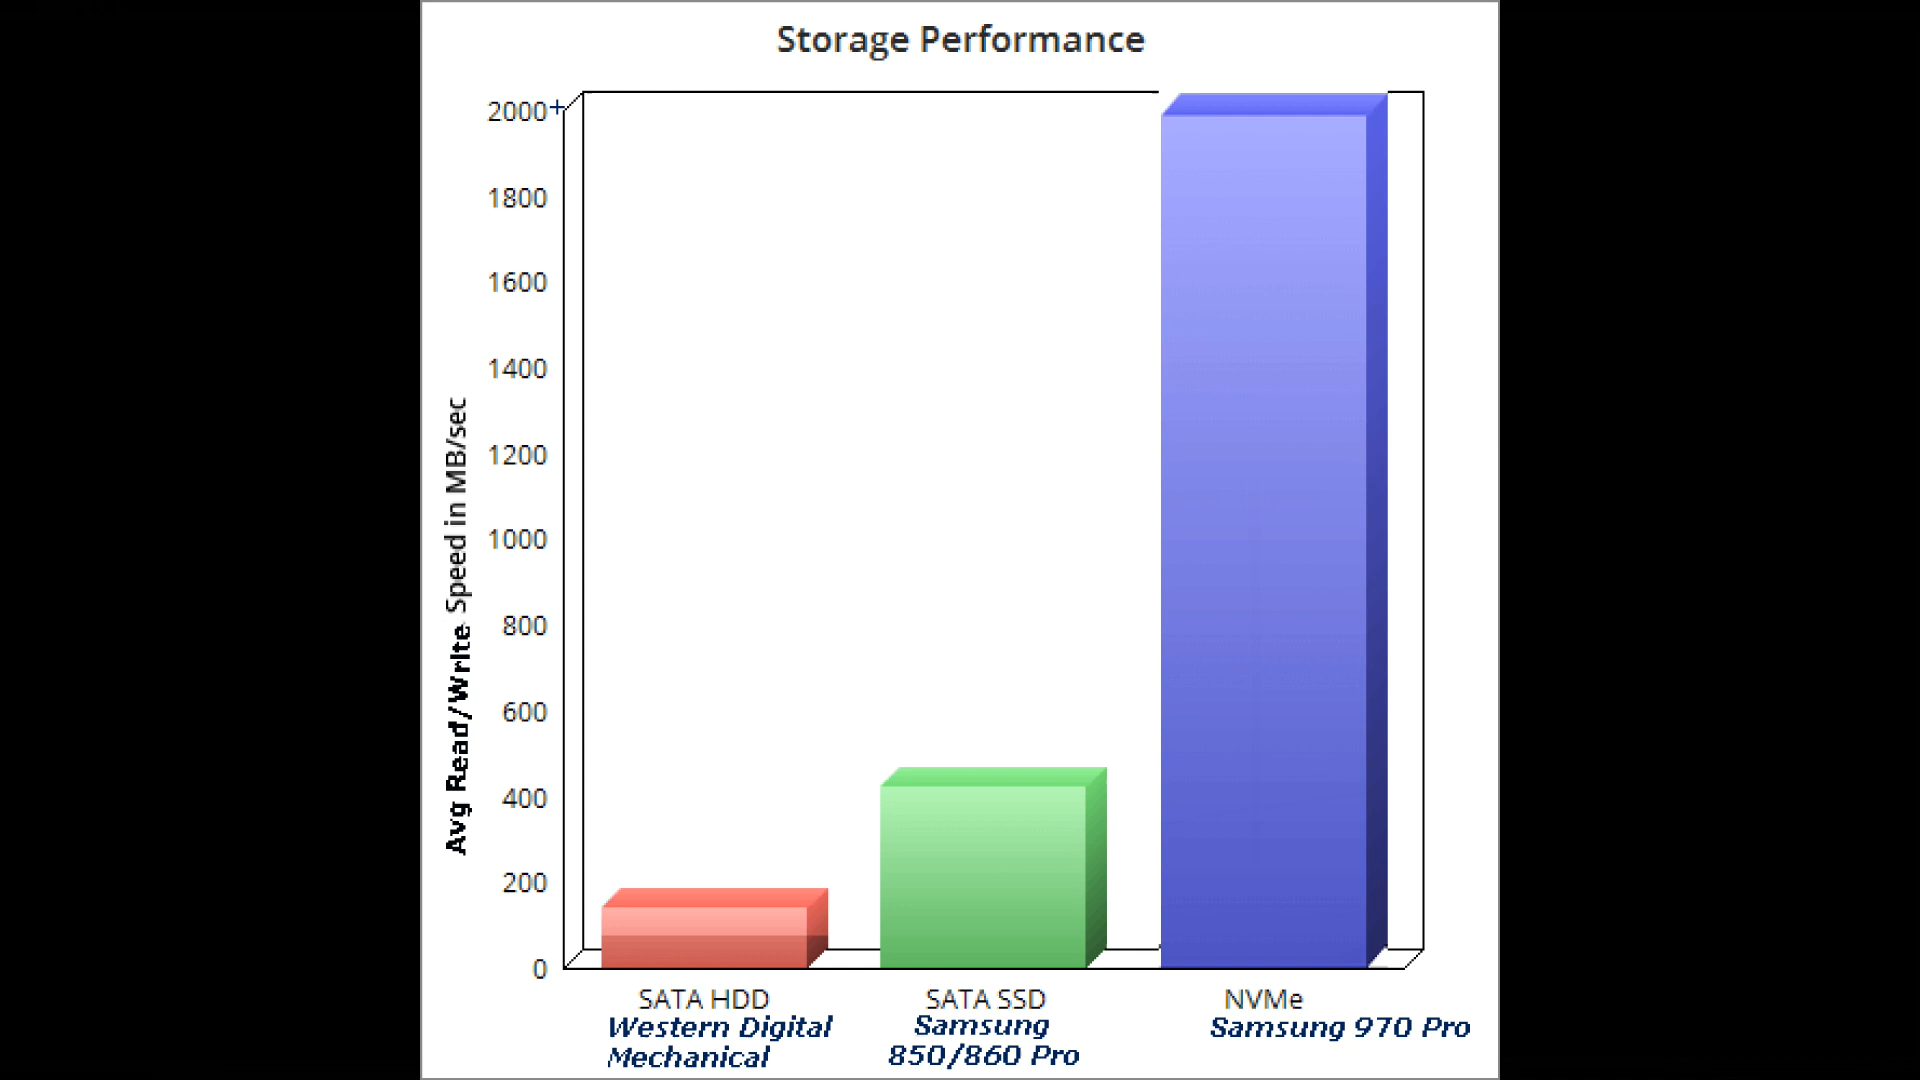 Storage Performance
2000+
1800
1600
1400
1200
1000
800
600
400
200
0
Avg Read/Write Speed in MB/sec
SATA HDD
Western Digital
Mechanical
SATA SSD
Samsung
850/860 Pro
NVMe
Samsung 970 Pro